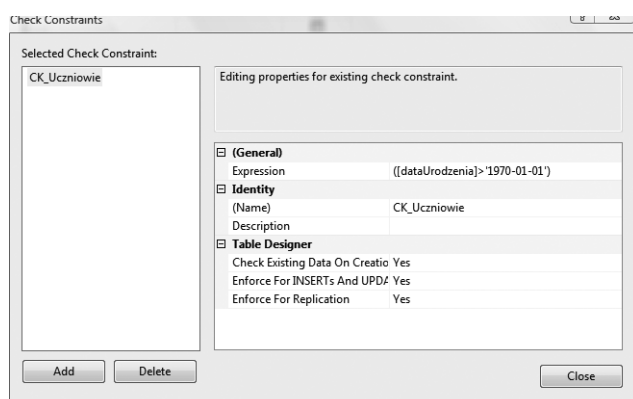 Check Constraints
Selected Check Constraint:
CK_Uczniowie
Editing properties for existing check constraint.
(General)
Expression ([dataUrodzenia]>'1970-01-01')
Identity
(Name) CK_Uczniowie
Description
Table Designer
Check Existing Data On Creatio Yes
Enforce For INSERTs And UPDA Yes
Enforce For Replication Yes
Add Delete
Close